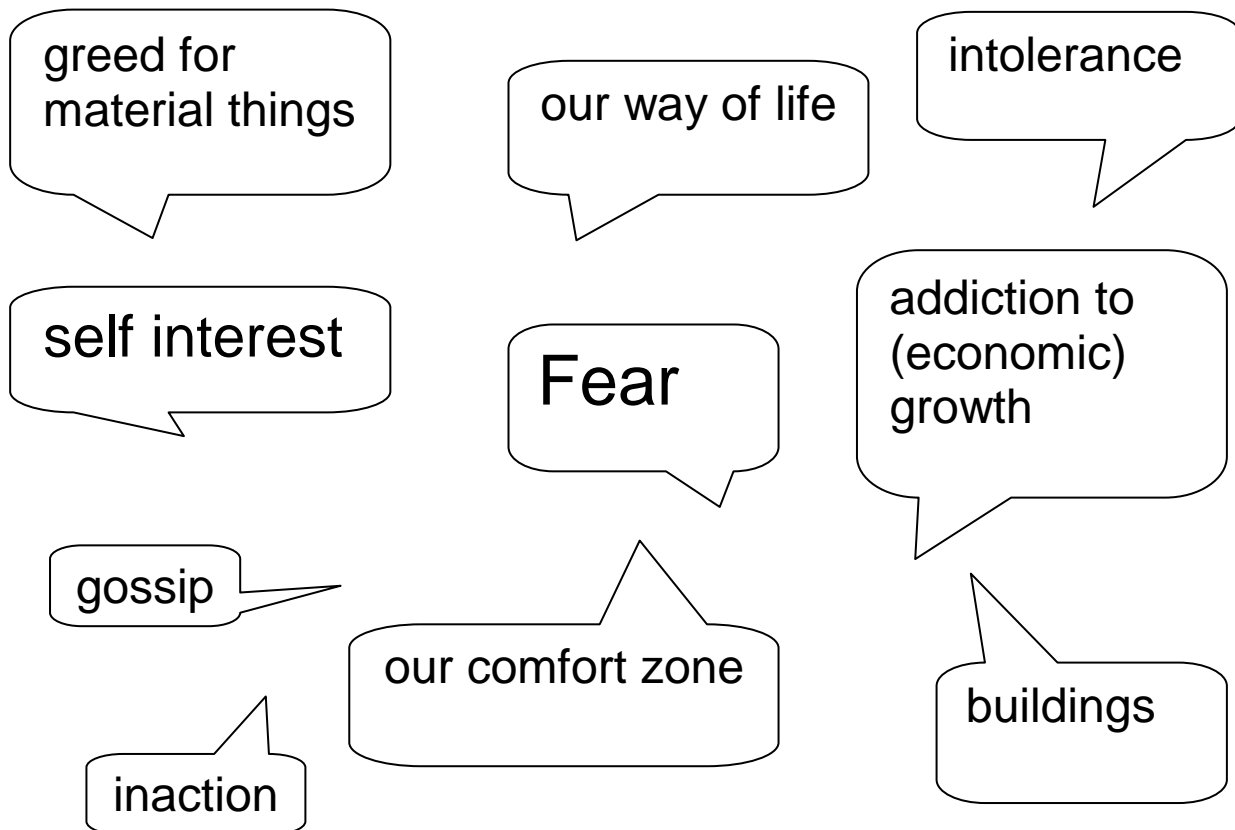 greed for
material things
our way of life
intolerance
self interest
Fear
addiction to
(economic)
growth
gossip
our comfort zone
buildings
inaction